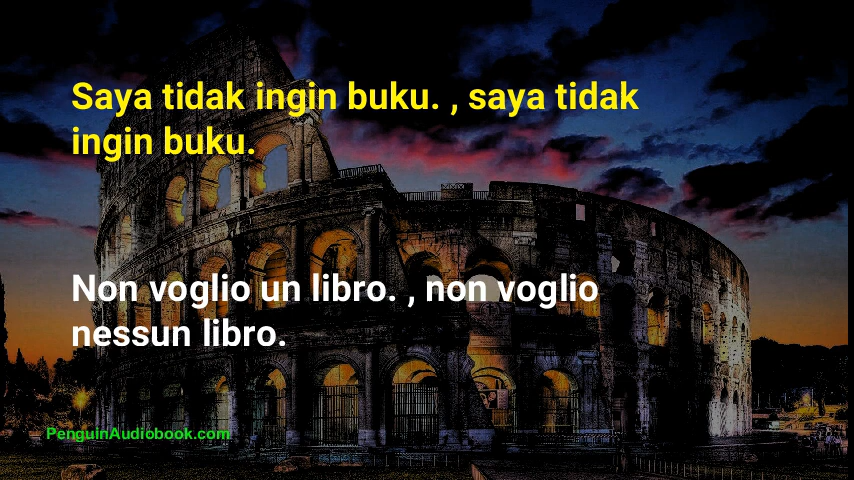 Saya tidak ingin buku. , saya tidak
ingin buku.
Non voglio un libro. , non voglio
nessun libro.
PenguinAudiobook.com